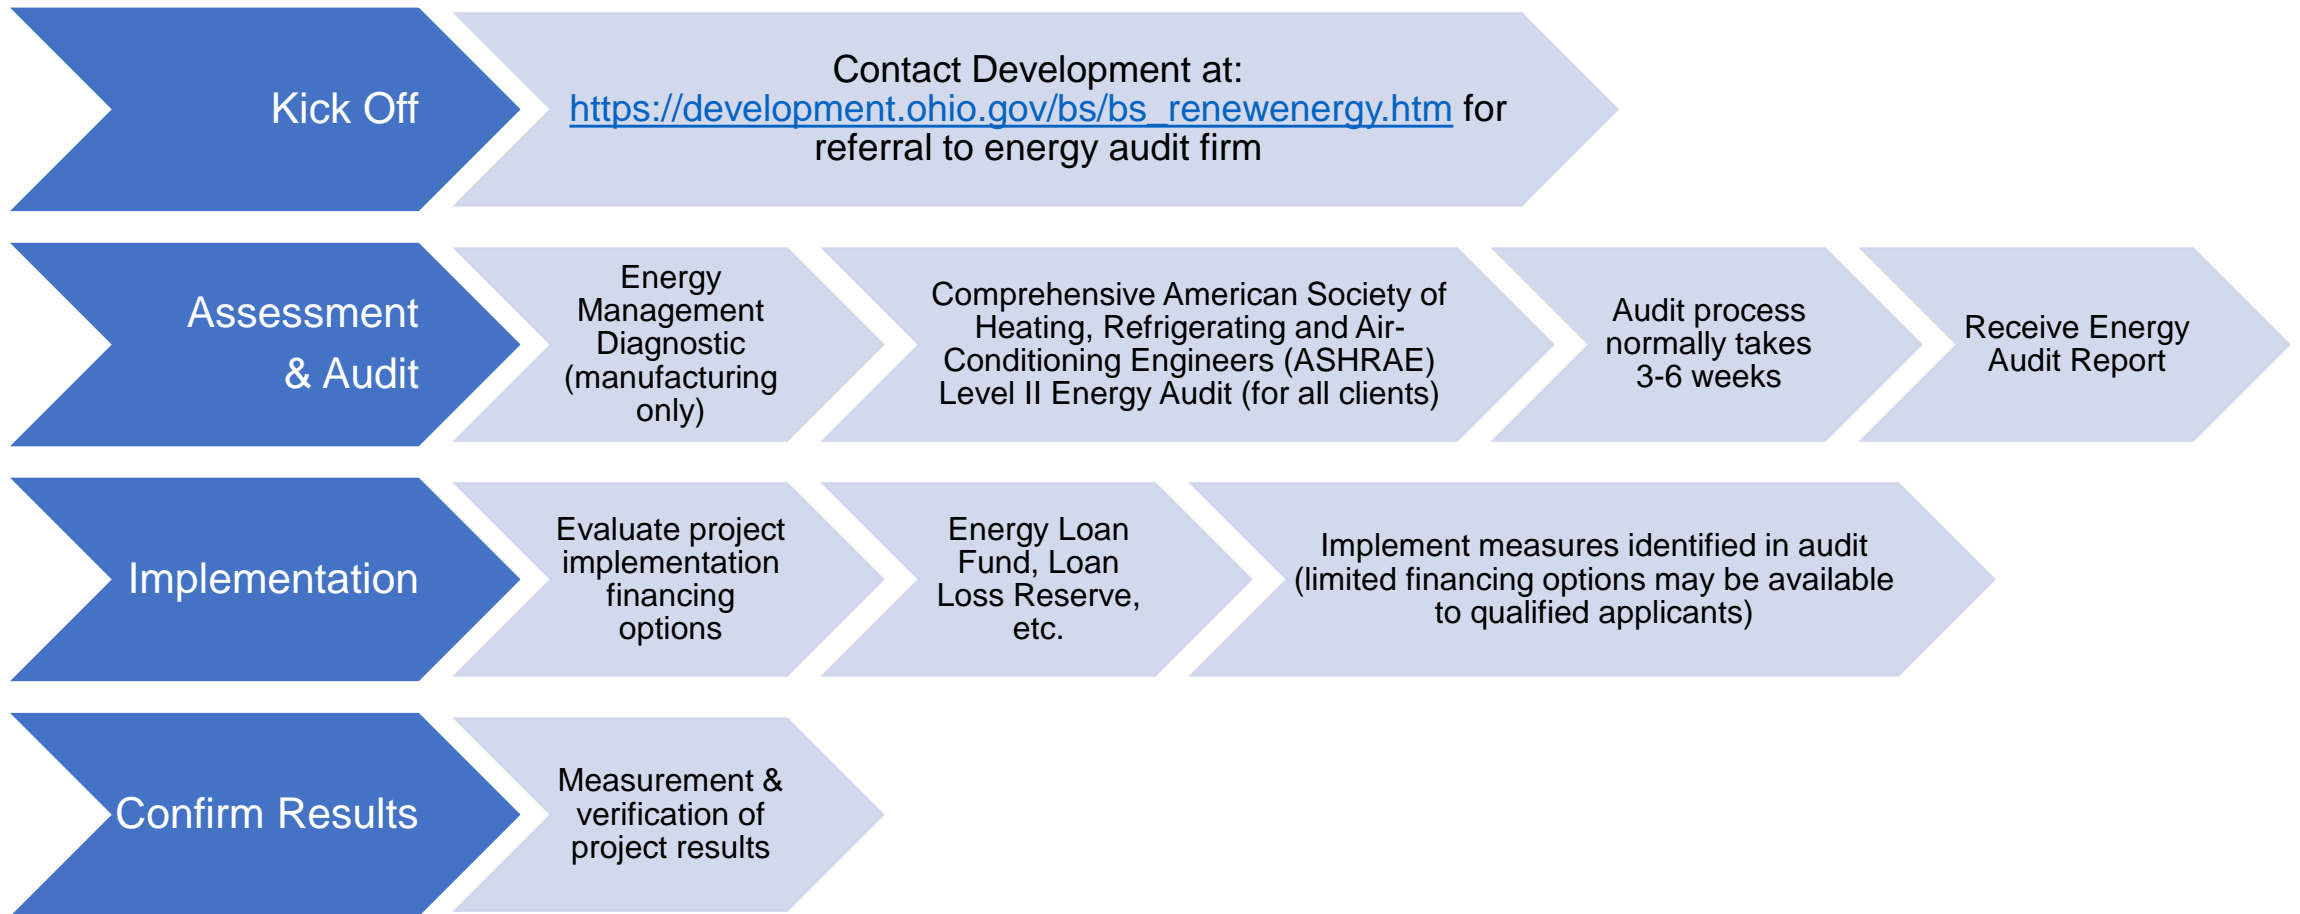 Kick Off
Contact Development at:
https://development.ohio.gov/bs/bs_renewenergy.htm for
referral to energy audit firm
Assessment
& Audit
Energy
Management
Diagnostic
(manufacturing
only)
Comprehensive American Society of
Heating, Refrigerating and Air-
Conditioning Engineers (ASHRAE)
Level II Energy Audit (for all clients)
Audit process
normally takes
3-6 weeks
Receive Energy
Audit Report
Implementation
Evaluate project
implementation
financing
options
Energy Loan
Fund, Loan
Loss Reserve,
etc.
Implement measures identified in audit
(limited financing options may be available
to qualified applicants)
Confirm Results
Measurement &
verification of
project results